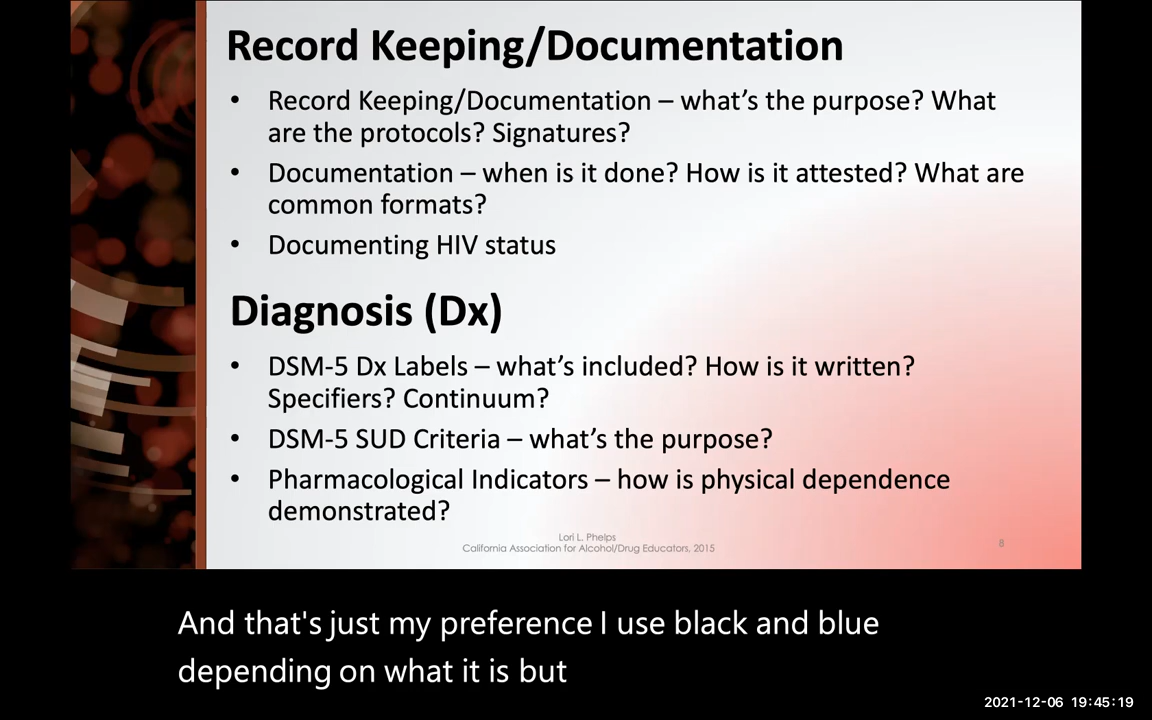 Record Keeping/Documentation
• Record Keeping/Documentation – what's the purpose? What
are the protocols? Signatures?
• Documentation – when is it done? How is it attested? What are
common formats?
• Documenting HIV status
Diagnosis (Dx)
• DSM-5 Dx Labels – what's included? How is it written?
Specifiers? Continuum?
• DSM-5 SUD Criteria – what's the purpose?
• Pharmacological Indicators – how is physical dependence
demonstrated?
Lori L. Phelps
California Association for Alcohol/Drug Educators, 2015
8
And that's just my preference I use black and blue
depending on what it is but
2021-12-06 19:45:19